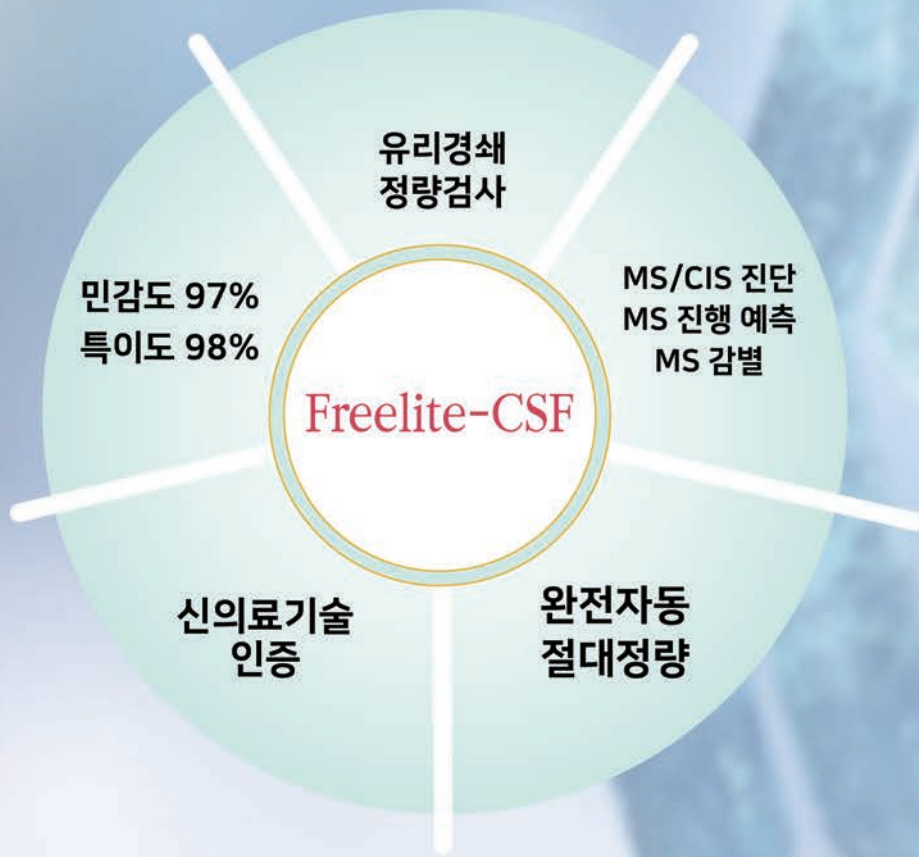 유리경쇄
정량검사
민감도 97%
특이도 98%
MS/CIS 진단
MS 진행 예측
MS 감별
Freelite-CSF
신의료기술
인증
완전자동
절대정량